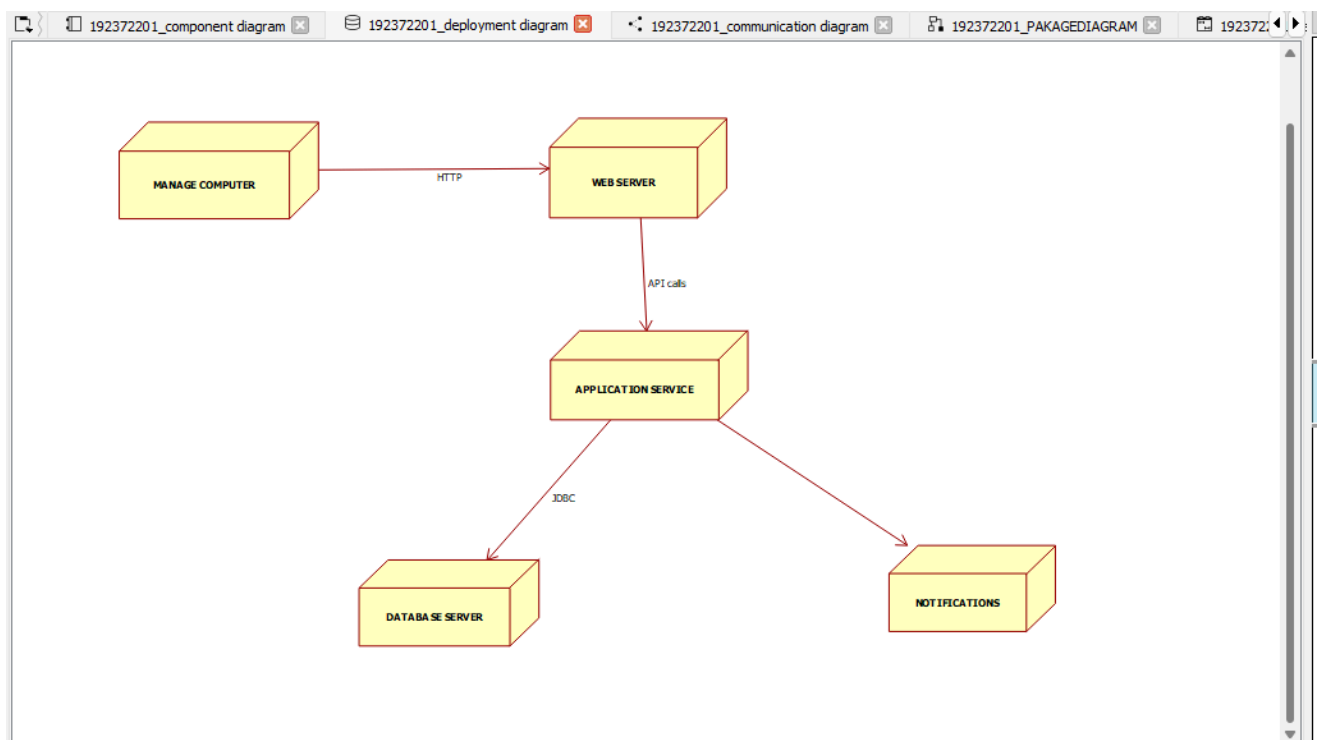 192372201_component diagram
192372201_deployment diagram
192372201_communication diagram
192372201_PAKAGEDIAGRAM
MANAGE COMPUTER
HTTP
WEB SERVER
API calls
APPLICATION SERVICE
JDBC
DATABASE SERVER
NOTIFICATIONS